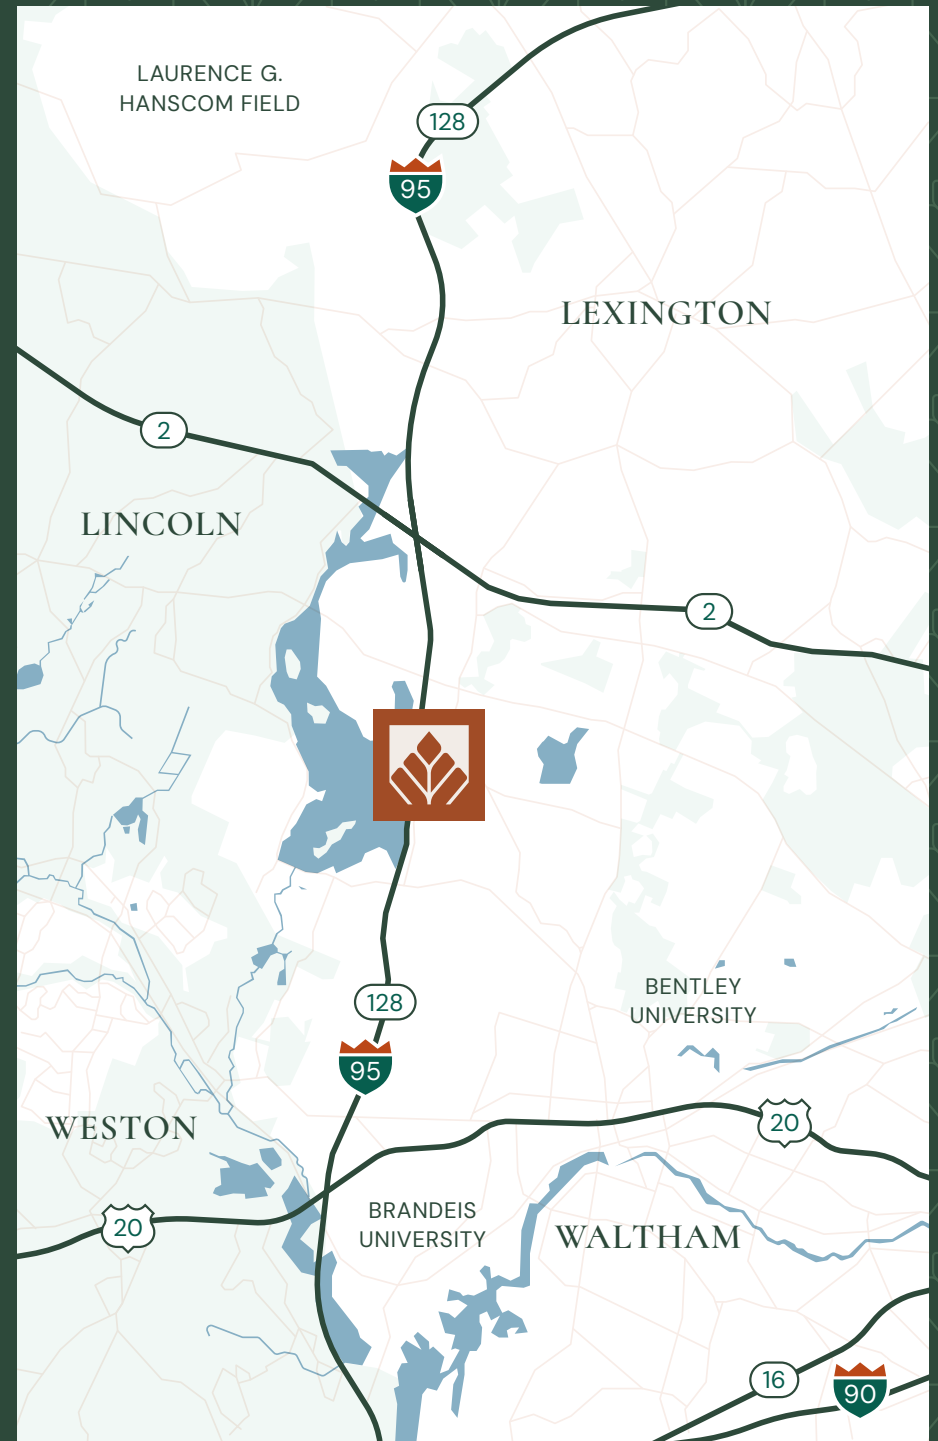 LAURENCE G.
HANSCOM FIELD
128
95
LEXINGTON
2
LINCOLN
2
BENTLEY
UNIVERSITY
128
95
WESTON
20
20
BRANDEIS
UNIVERSITY
WALTHAM
16
90